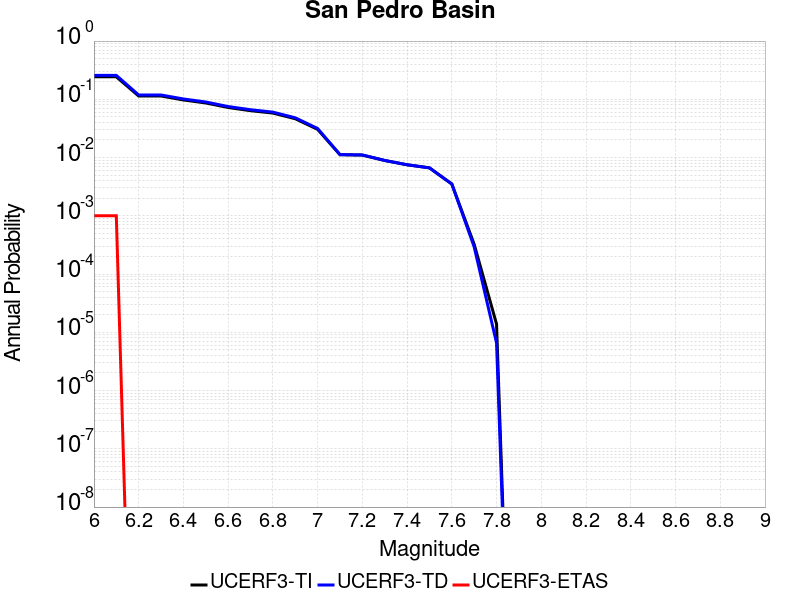 San Pedro Basin
10^0
10^-1
10^-2
10^-3
10^-4
10^-5
10^-6
10^-7
10^-8
Annual Probability
6 6.2 6.4 6.6 6.8 7 7.2 7.4 7.6 7.8 8 8.2 8.4 8.6 8.8 9
Magnitude
UCERF3-TI UCERF3-TD UCERF3-ETAS